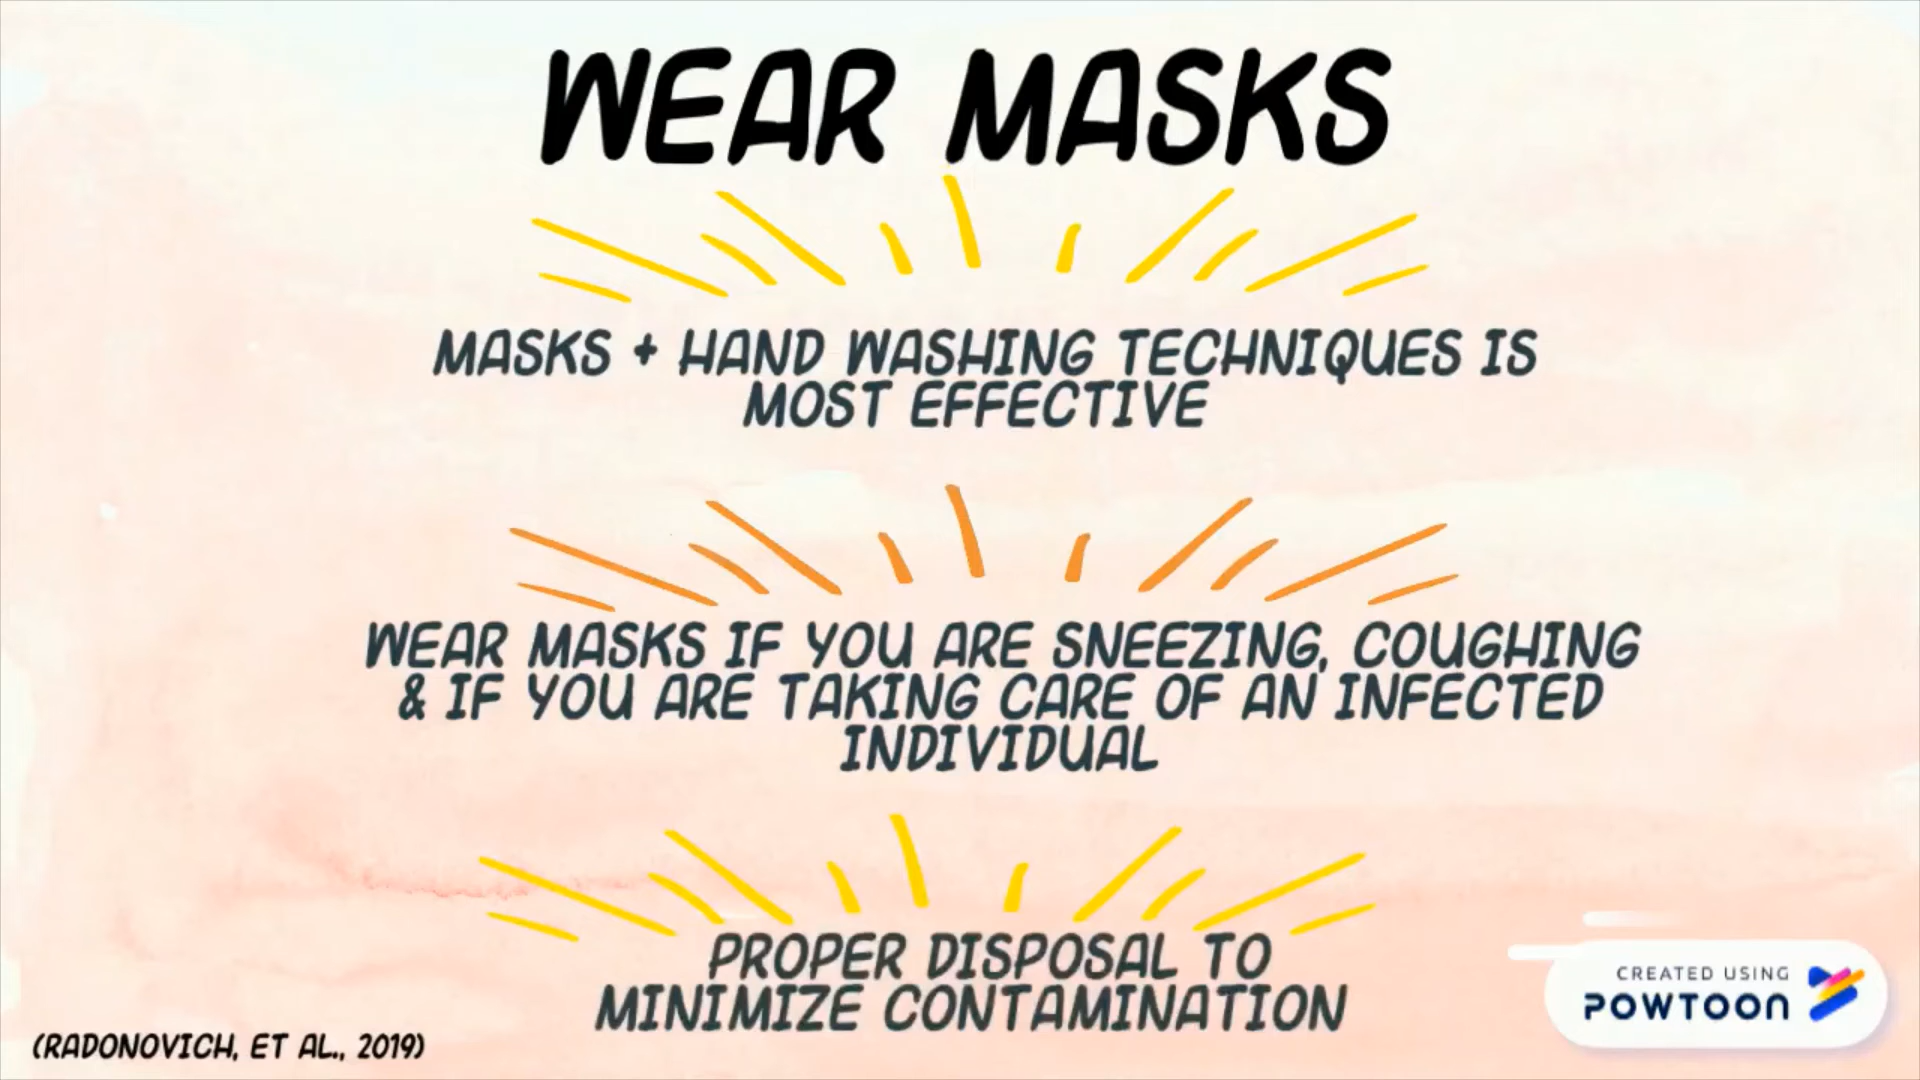 WEAR MASKS
MASKS + HAND WASHING TECHNIQUES IS
MOST EFFECTIVE
WEAR MASKS IF YOU ARE SNEEZING, COUGHING
& IF YOU ARE TAKING CARE OF AN INFECTED
INDIVIDUAL
PROPER DISPOSAL TO
MINIMIZE CONTAMINATION
(RADONOVICH, ET AL., 2019)
CREATED USING
POWTOON